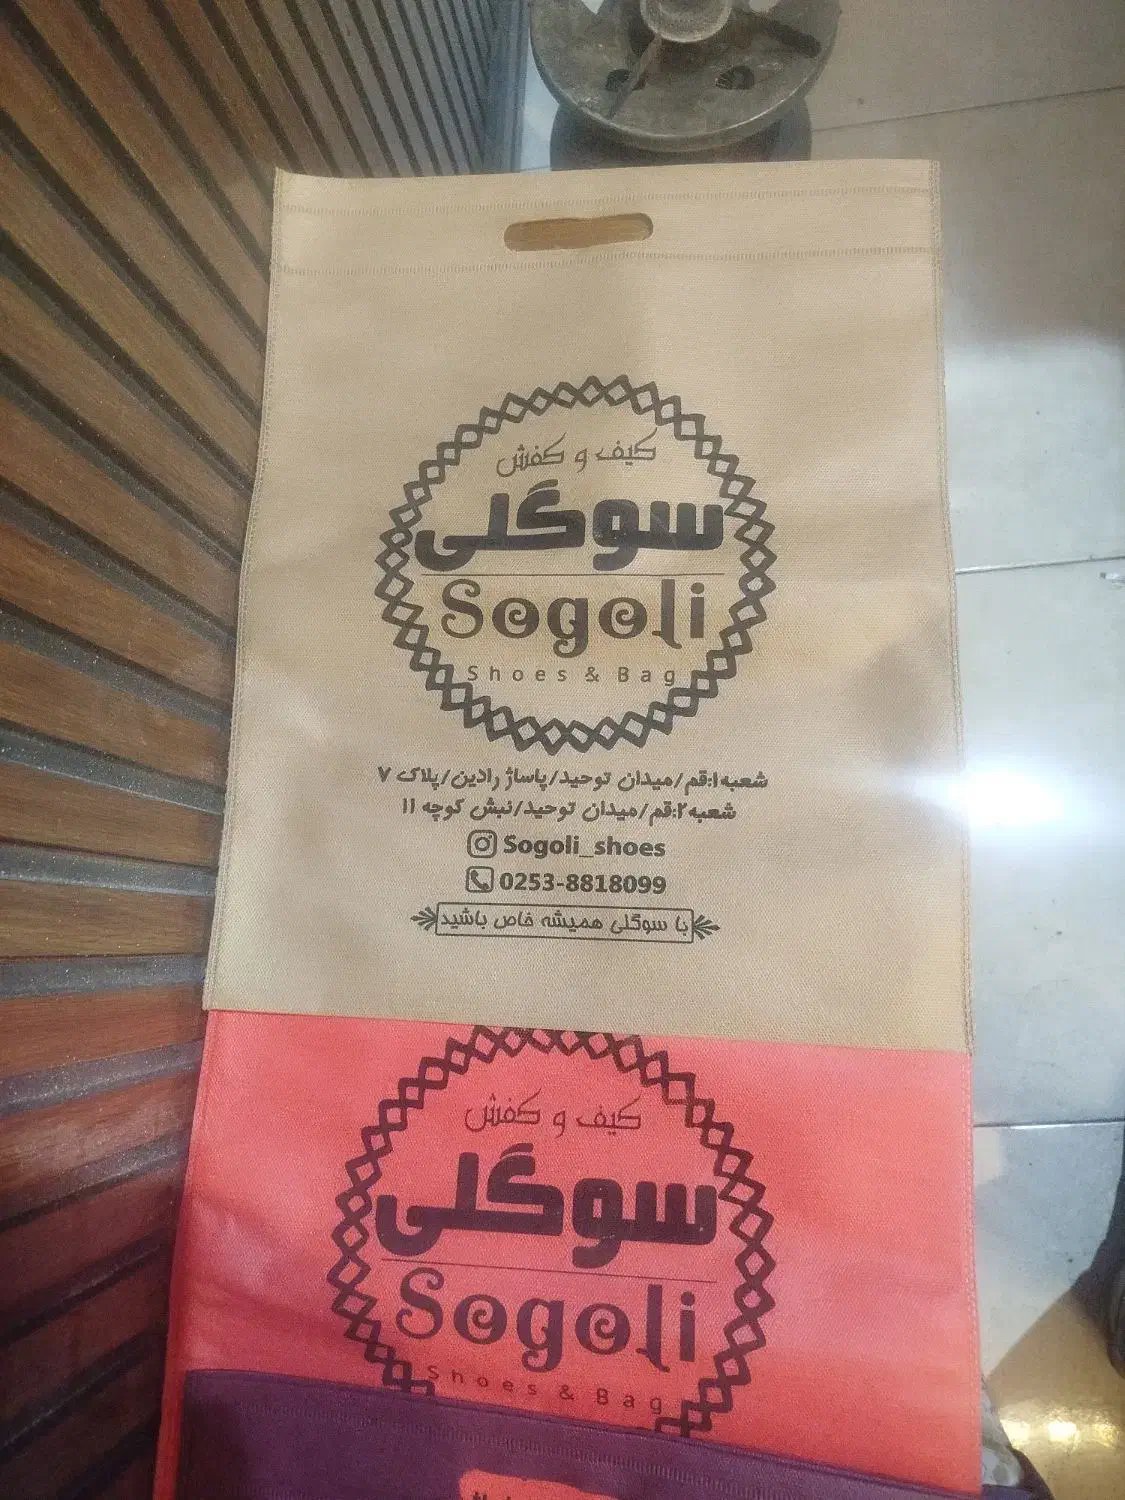 کیف و کفش
سوگلی
Sogoli
Shoes & Bag
شعبه۱:قم/میدان توحید/پاساژ رادین/پلاک ۷
شعبه۲:قم/میدان توحید/نبش کوچه ۱۱
Sogoli_shoes
0253-8818099
با سوگلی همیشه خاص باشید
کیف و کفش
سوگلی
Sogoli
Shoes & Bag